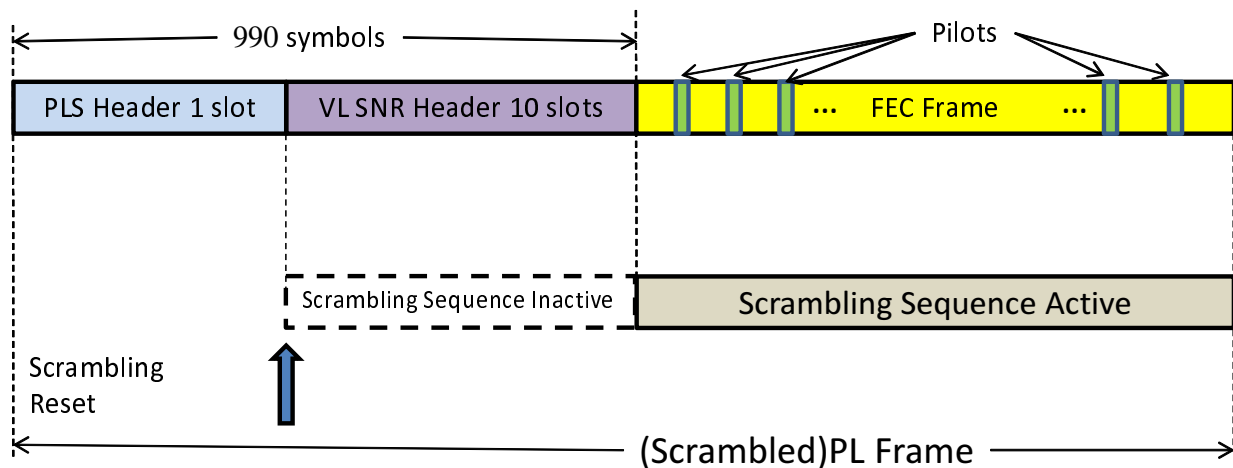 990 symbols
Pilots
PLS Header 1 slot
VL SNR Header 10 slots
... FEC Frame ...
Scrambling Sequence Inactive
Scrambling Sequence Active
Scrambling
Reset
(Scrambled)PL Frame